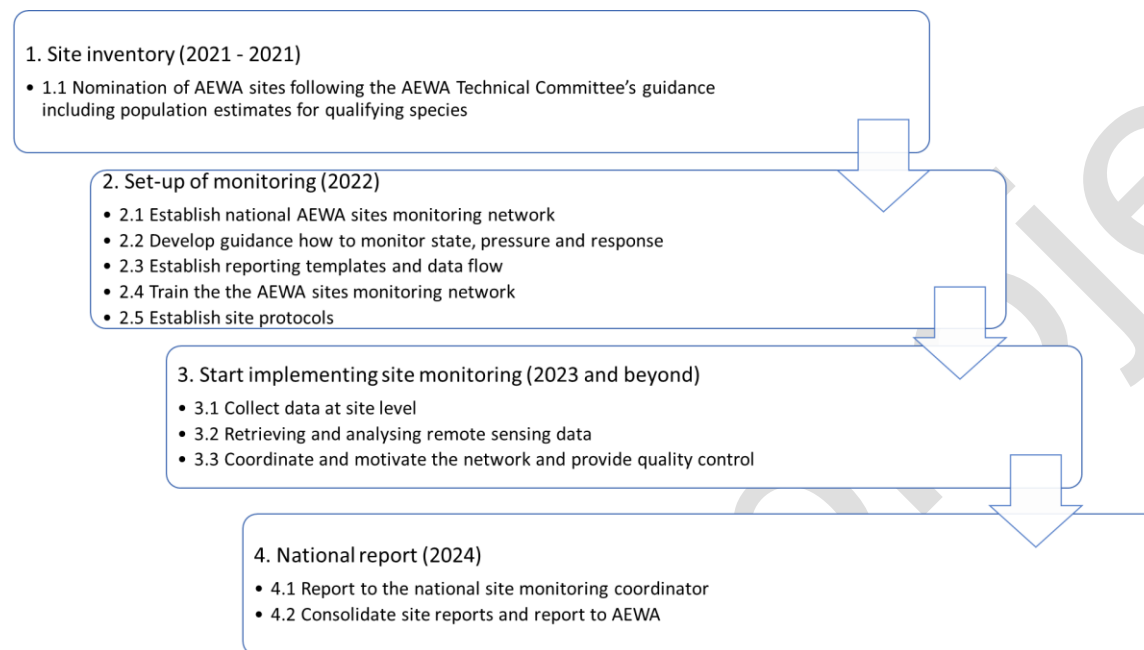 1. Site inventory (2021 - 2021)
• 1.1 Nomination of AEWA sites following the AEWA Technical Committee's guidance
including population estimates for qualifying species
2. Set-up of monitoring (2022)
• 2.1 Establish national AEWA sites monitoring network
• 2.2 Develop guidance how to monitor state, pressure and response
• 2.3 Establish reporting templates and data flow
• 2.4 Train the the AEWA sites monitoring network
• 2.5 Establish site protocols
3. Start implementing site monitoring (2023 and beyond)
• 3.1 Collect data at site level
• 3.2 Retrieving and analysing remote sensing data
• 3.3 Coordinate and motivate the network and provide quality control
4. National report (2024)
• 4.1 Report to the national site monitoring coordinator
• 4.2 Consolidate site reports and report to AEWA